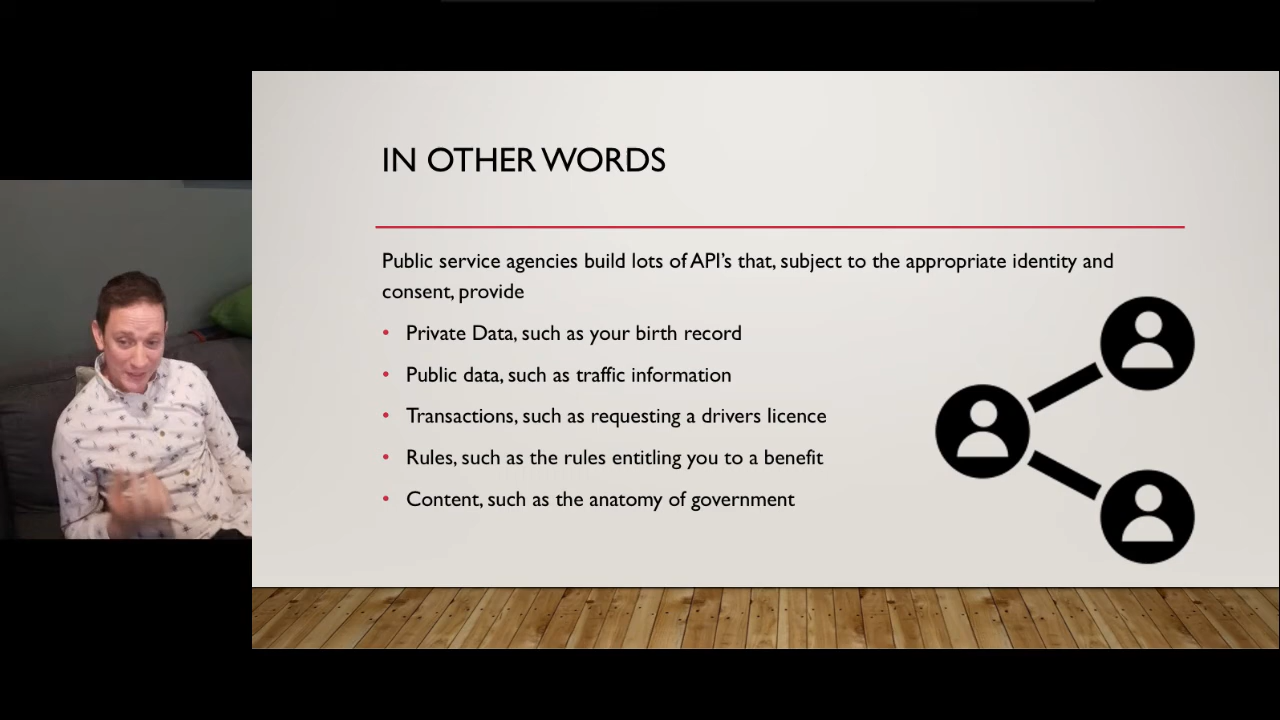 IN OTHER WORDS
Public service agencies build lots of API's that, subject to the appropriate identity and
consent, provide
• Private Data, such as your birth record
• Public data, such as traffic information
• Transactions, such as requesting a drivers licence
• Rules, such as the rules entitling you to a benefit
• Content, such as the anatomy of government